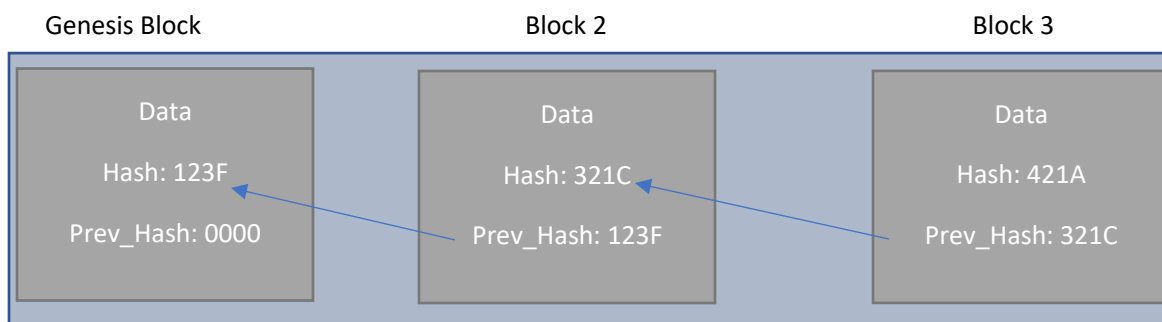 Genesis Block
Block 2
Block 3
Data
Hash: 123F
Prev_Hash: 0000
Data
Hash: 321C
Prev_Hash: 123F
Data
Hash: 421A
Prev_Hash: 321C